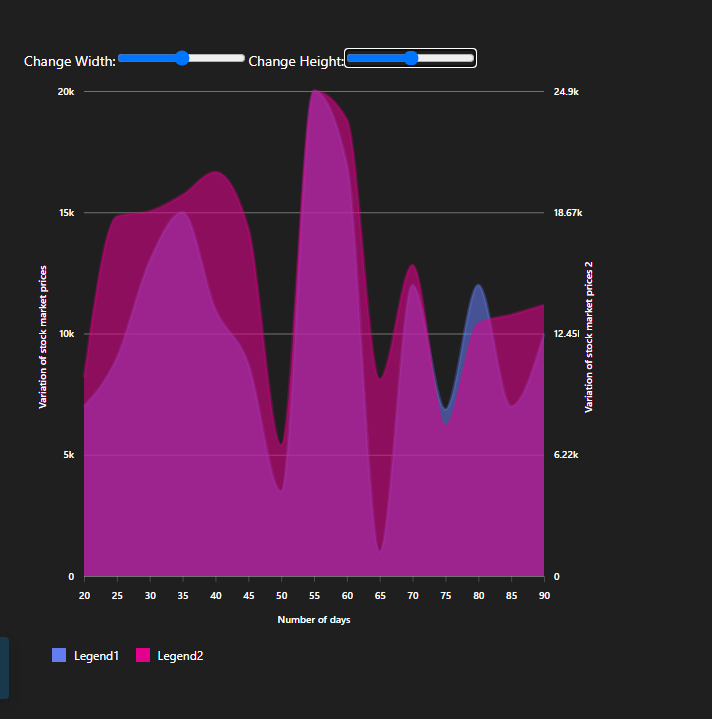 Change Width: Change Height:
20k 24.9k
15k 18.67k
Variation of stock market prices
Variation of stock market prices 2
10k
5k 6.22k
0 0
20 25 30 35 40 45 50 55 60 65 70 75 80 85 90
Number of days
Legend1 Legend2